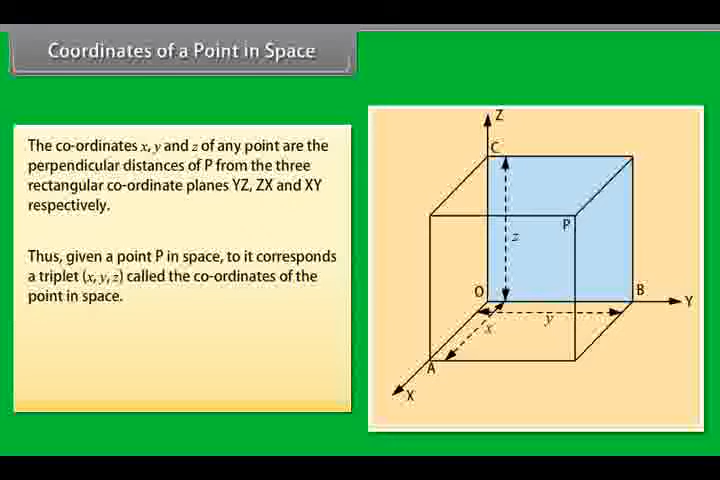 Coordinates of a Point in Space
The co-ordinates x, y and z of any point are the
perpendicular distances of P from the three
rectangular co-ordinate planes YZ, ZX and XY
respectively.
Thus, given a point P in space, to it corresponds
a triplet (x, y, z) called the co-ordinates of the
point in space.
Z
C
P
z
O
B
Y
x
y
A
X